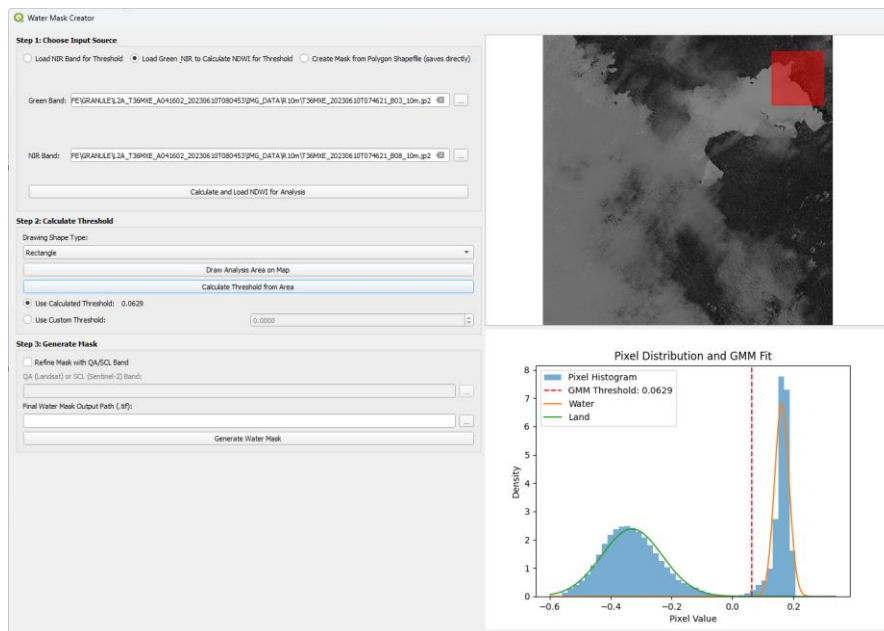 Water Mask Creator
Step 1: Choose Input Source
Load NIR Band for Threshold
Load Green_NIR to Calculate NDWI for Threshold
Create Mask from Polygon Shapefile (saves directly)
Green Band: PE\GRANULE\L2A_T36MXE_A041602_20230610T080453\IMG_DATA\R10m\T36MXE_20230610T074621_B03_10m.jp2 ...
NIR Band: PE\GRANULE\L2A_T36MXE_A041602_20230610T080453\IMG_DATA\R10m\T36MXE_20230610T074621_B08_10m.jp2 ...
Calculate and Load NDWI for Analysis
Step 2: Calculate Threshold
Drawing Shape Type:
Rectangle
Draw Analysis Area on Map
Calculate Threshold from Area
Use Calculated Threshold: 0.0629
Use Custom Threshold: 0.0000
Step 3: Generate Mask
Refine Mask with QA/SCL Band
QA (Landsat) or SCL (Sentinel-2) Band:
...
Final Water Mask Output Path (.tif):
...
Generate Water Mask
Pixel Distribution and GMM Fit
Pixel Histogram
GMM Threshold: 0.0629
Water
Land
Density
8
7
6
5
4
3
2
1
0
−0.6 −0.4 −0.2 0.0 0.2
Pixel Value